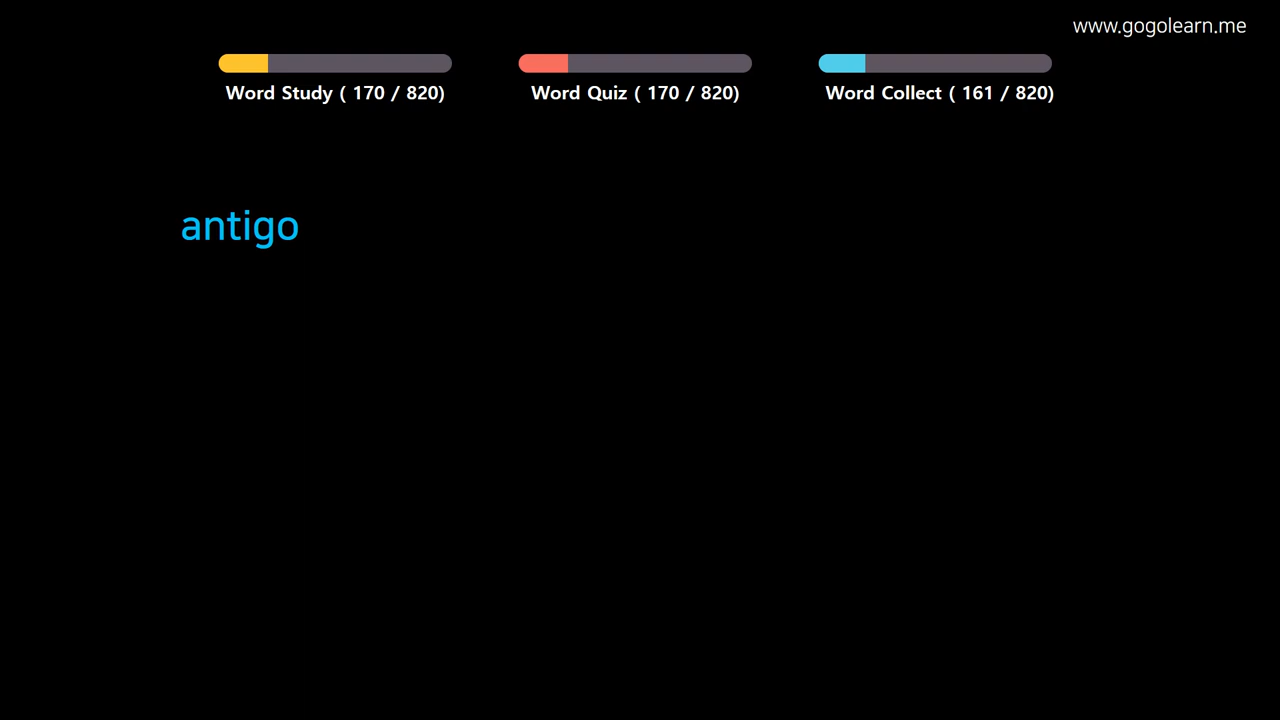 www.gogolearn.me
Word Study ( 170 / 820)
Word Quiz ( 170 / 820)
Word Collect ( 161 / 820)
antigo